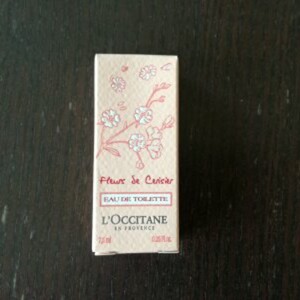 Fleurs de Cerisier
EAU DE TOILETTE
L'OCCITANE
EN PROVENCE